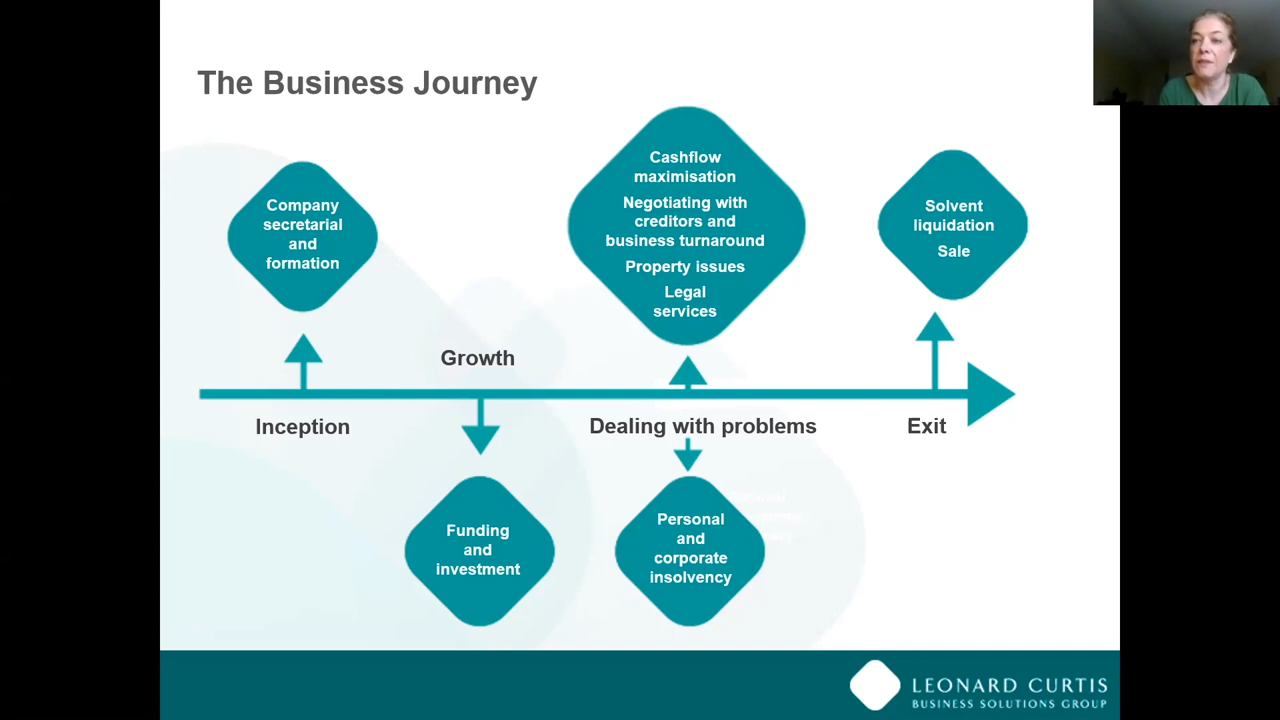 The Business Journey
Company
secretarial
and
formation
Cashflow
maximisation
Negotiating with
creditors and
business turnaround
Property issues
Legal
services
Solvent
liquidation
Sale
Growth
Inception
Dealing with problems
Exit
Funding
and
investment
Personal
and
corporate
insolvency
LEONARD CURTIS
BUSINESS SOLUTIONS GROUP